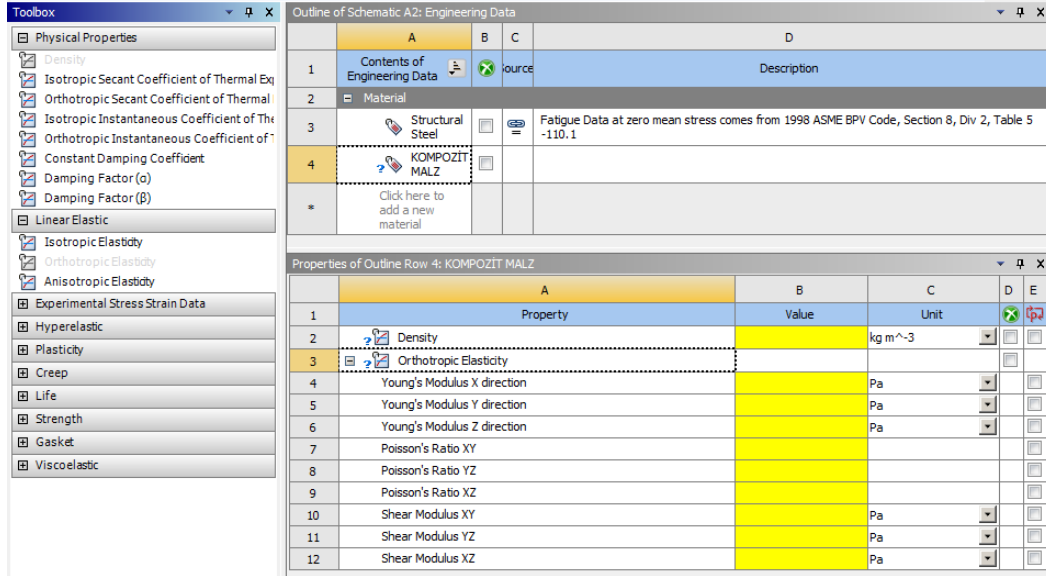 Toolbox
Physical Properties
Density
Isotropic Secant Coefficient of Thermal Exp
Orthotropic Secant Coefficient of Thermal
Isotropic Instantaneous Coefficient of The
Orthotropic Instantaneous Coefficient of T
Constant Damping Coefficient
Damping Factor (α)
Damping Factor (β)
Linear Elastic
Isotropic Elasticity
Orthotropic Elasticity
Anisotropic Elasticity
Experimental Stress Strain Data
Hyperelastic
Plasticity
Creep
Life
Strength
Gasket
Viscoelastic
Outline of Schematic A2: Engineering Data
A B C D
1 Contents of Engineering Data ource Description
2 Material
3 Structural Steel Fatigue Data at zero mean stress comes from 1998 ASME BPV Code, Section 8, Div 2, Table 5
-110.1
4 ? KOMPOZİT MALZ
* Click here to add a new material
Properties of Outline Row 4: KOMPOZİT MALZ
A B C D E
1 Property Value Unit
2 ? Density kg m^-3
3 ? Orthotropic Elasticity
4 Young's Modulus X direction Pa
5 Young's Modulus Y direction Pa
6 Young's Modulus Z direction Pa
7 Poisson's Ratio XY
8 Poisson's Ratio YZ
9 Poisson's Ratio XZ
10 Shear Modulus XY Pa
11 Shear Modulus YZ Pa
12 Shear Modulus XZ Pa